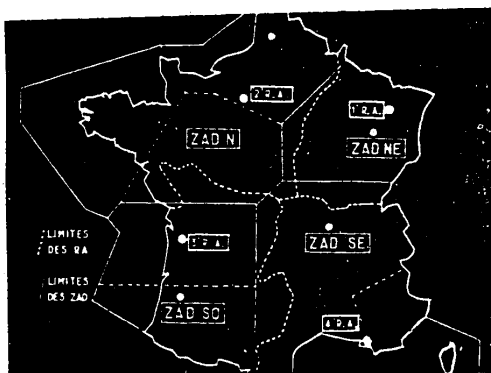 2°R.A.
1°R.A.
ZAD N
ZAD NE
LIMITES
DES RA
3°R.A.
ZAD SE
LIMITES
DES ZAD
ZAD SO
4°R.A.